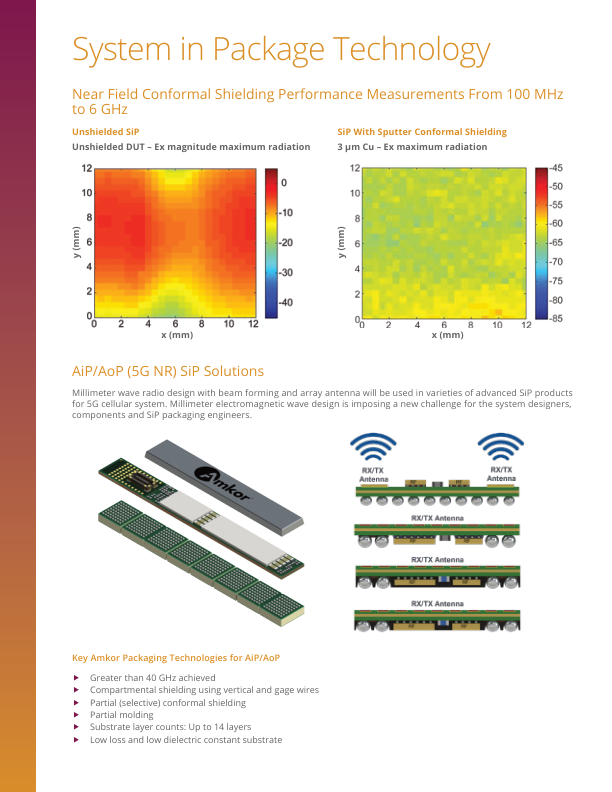 System in Package Technology
Near Field Conformal Shielding Performance Measurements From 100 MHz
to 6 GHz
Unshielded SiP
Unshielded DUT – Ex magnitude maximum radiation
12
10
8
6
4
2
0
y (mm)
0 2 4 6 8 10 12
x (mm)
0
-10
-20
-30
-40
SiP With Sputter Conformal Shielding
3 µm Cu – Ex maximum radiation
12
10
8
6
4
2
0
y (mm)
0 2 4 6 8 10 12
x (mm)
-45
-50
-55
-60
-65
-70
-75
-80
-85
AiP/AoP (5G NR) SiP Solutions
Millimeter wave radio design with beam forming and array antenna will be used in varieties of advanced SiP products
for 5G cellular system. Millimeter electromagnetic wave design is imposing a new challenge for the system designers,
components and SiP packaging engineers.
Amkor
RX/TX
Antenna
RX/TX
Antenna
RX/TX Antenna
RX/TX Antenna
RX/TX Antenna
Key Amkor Packaging Technologies for AiP/AoP
Greater than 40 GHz achieved
Compartmental shielding using vertical and gage wires
Partial (selective) conformal shielding
Partial molding
Substrate layer counts: Up to 14 layers
Low loss and low dielectric constant substrate